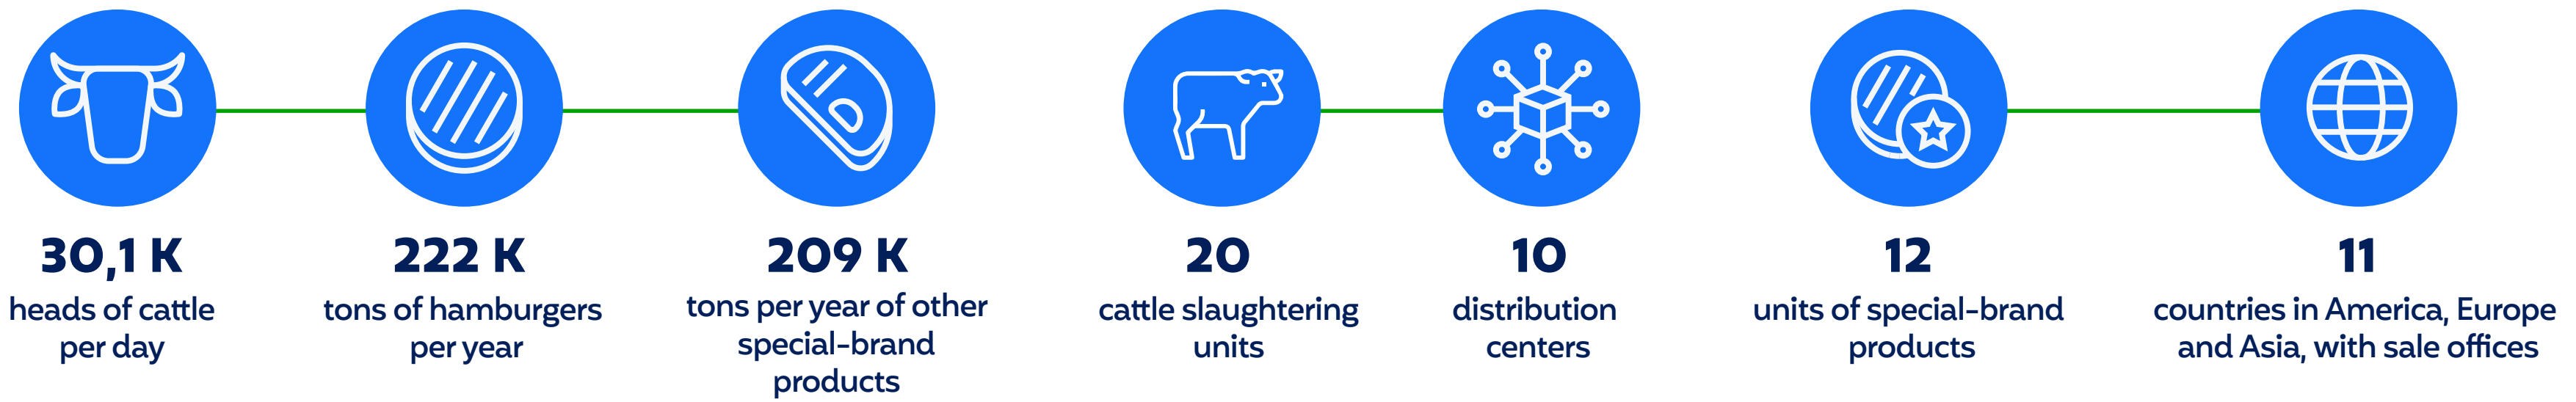 30,1 K
heads of cattle
per day
222 K
tons of hamburgers
per year
209 K
tons per year of other
special-brand
products
20
cattle slaughtering
units
10
distribution
centers
12
units of special-brand
products
11
countries in America, Europe
and Asia, with sale offices